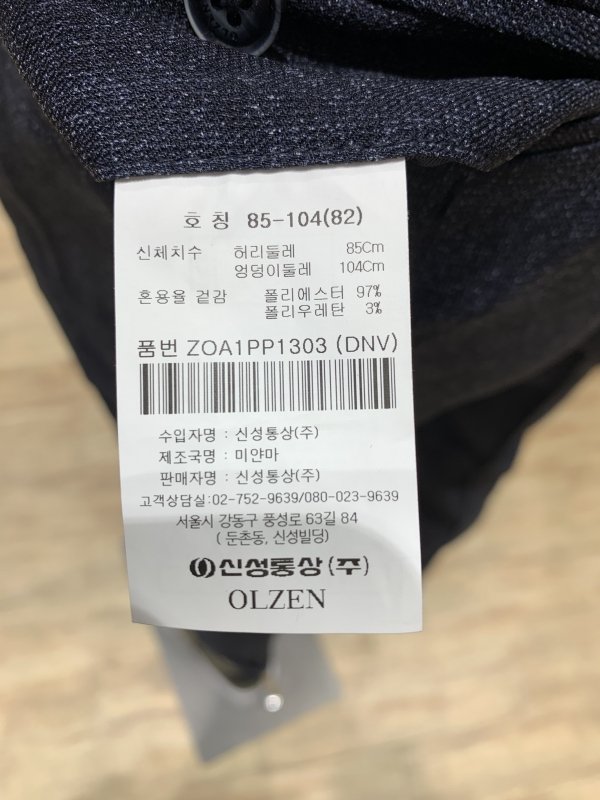 호 칭 85-104(82)
신체치수 허리둘레 85Cm
엉덩이둘레 104Cm
혼용율 겉감 폴리에스터 97%
폴리우레탄 3%
품번 ZOA1PP1303 (DNV)
수입자명 : 신성통상(주)
제조국명 : 미얀마
판매자명 : 신성통상(주)
고객상담실:02-752-9639/080-023-9639
서울시 강동구 풍성로 63길 84
( 둔촌동, 신성빌딩)
신성통상(주)
OLZEN